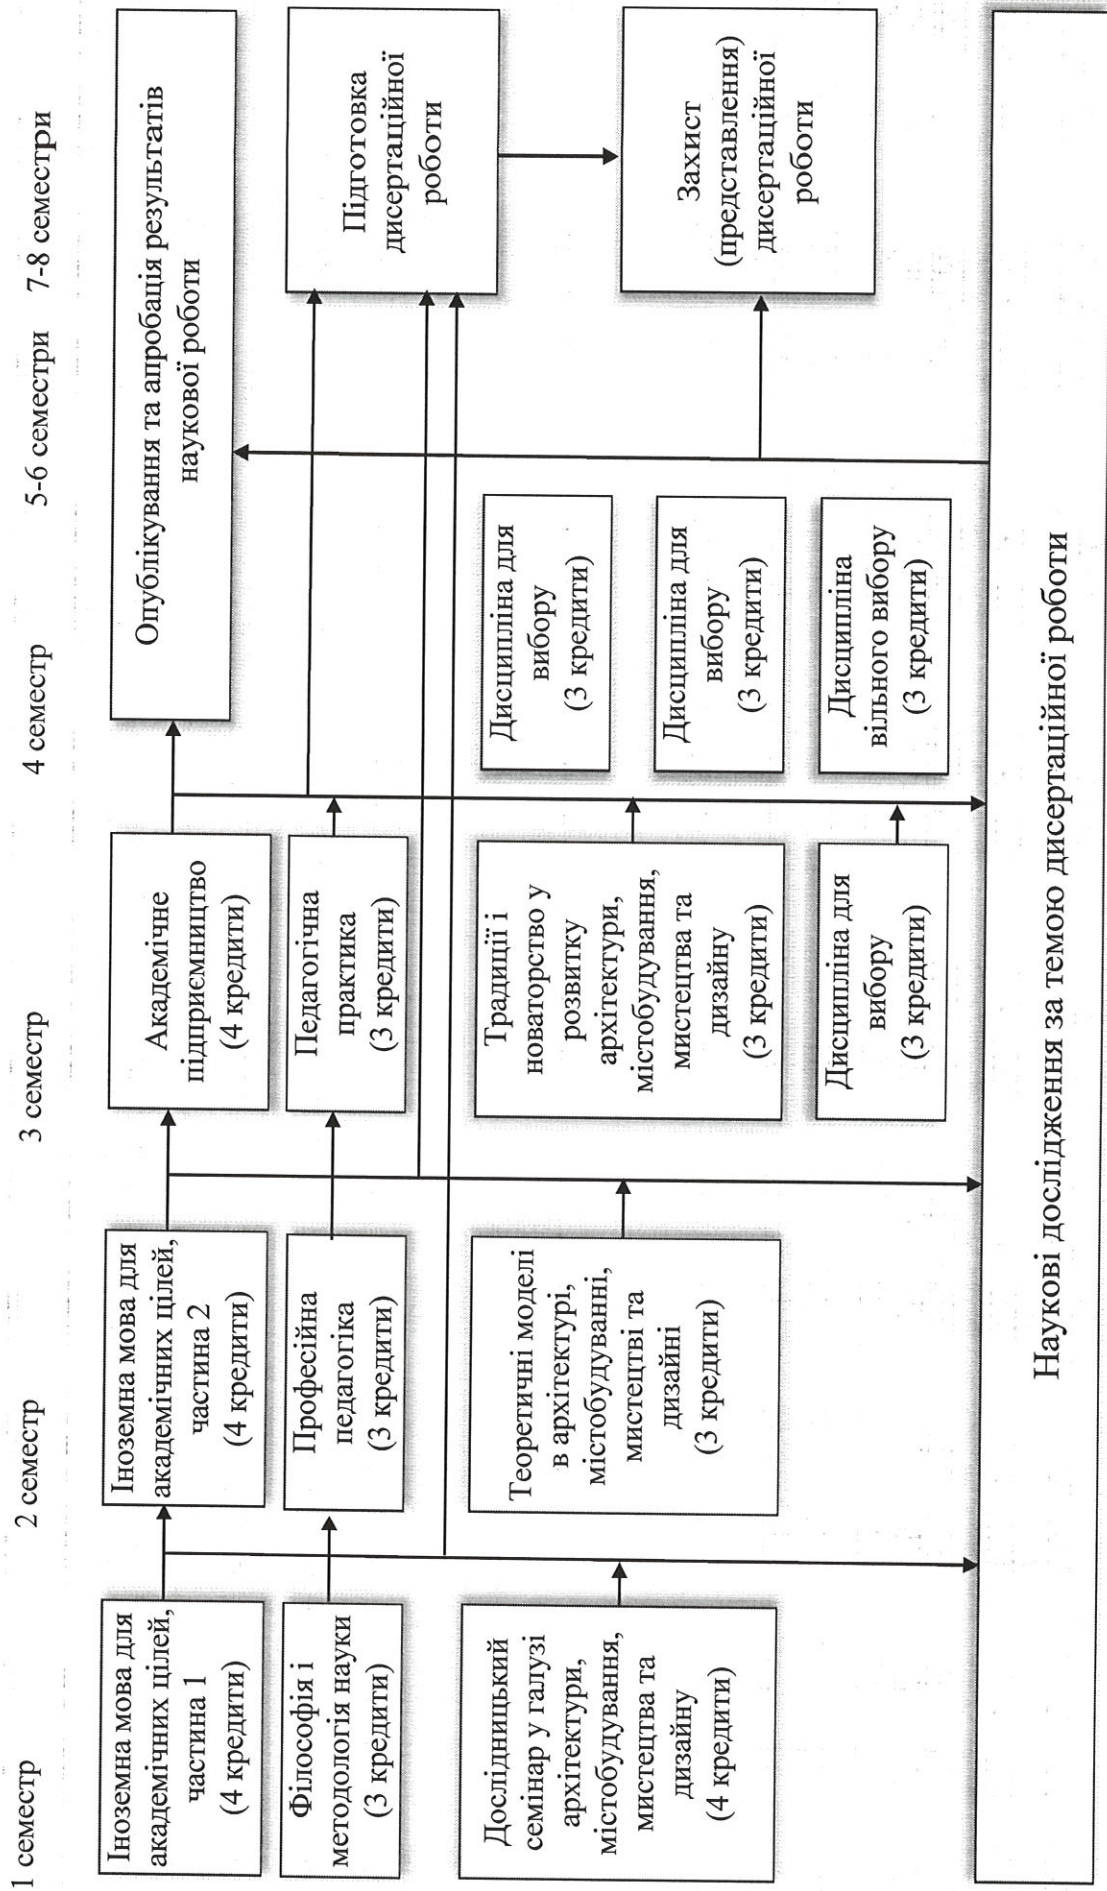 1 семестр
2 семестр
3 семестр
4 семестр
5-6 семестри
7-8 семестри
Іноземна мова для
академічних цілей,
частина 1
(4 кредити)
Філософія і
методологія науки
(3 кредити)
Дослідницький
семінар у галузі
архітектури,
містобудування,
мистецтва та
дизайну
(4 кредити)
Іноземна мова для
академічних цілей,
частина 2
(4 кредити)
Професійна
педагогіка
(3 кредити)
Теоретичні моделі
в архітектурі,
містобудуванні,
мистецтві та
дизайні
(3 кредити)
Академічне
підприємництво
(4 кредити)
Педагогічна
практика
(3 кредити)
Традиції і
новаторство у
розвитку
архітектури,
містобудування,
мистецтва та
дизайну
(3 кредити)
Дисципліна для
вибору
(3 кредити)
Дисципліна для
вибору
(3 кредити)
Дисципліна для
вибору
(3 кредити)
Дисципліна
вільного вибору
(3 кредити)
Опублікування та апробація результатів
наукової роботи
Підготовка
дисертаційної
роботи
Захист
(представлення)
дисертаційної
роботи
Наукові дослідження за темою дисертаційної роботи